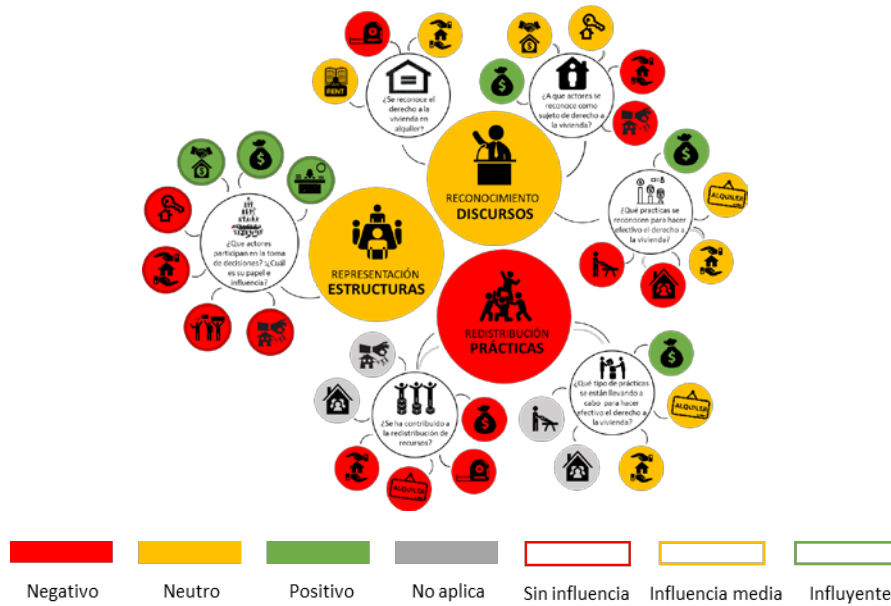 RENT
¿Se reconoce el
derecho a la
vivienda en
alquiler?
$
¿A que actores se
reconoce como
sujeto de derecho a
la vivienda?
RECONOCIMIENTO
DISCURSOS
$
ALQUILER
¿Qué practicas se
reconocen para hacer
efectivo el derecho a
la vivienda?
$
$
¿Que actores
participan en la toma
de decisiones? ¿Cuál
es su papel e
influencia?
REPRESENTACIÓN
ESTRUCTURAS
REDISTRIBUCIÓN
PRÁCTICAS
¿Se ha contribuido a
la redistribución de
recursos?
$
ALQUILER
¿Qué tipo de prácticas
se están llevando a
cabo para hacer
efectivo el derecho a
la vivienda?
$
ALQUILER
Negativo
Neutro
Positivo
No aplica
Sin influencia
Influencia media
Influyente